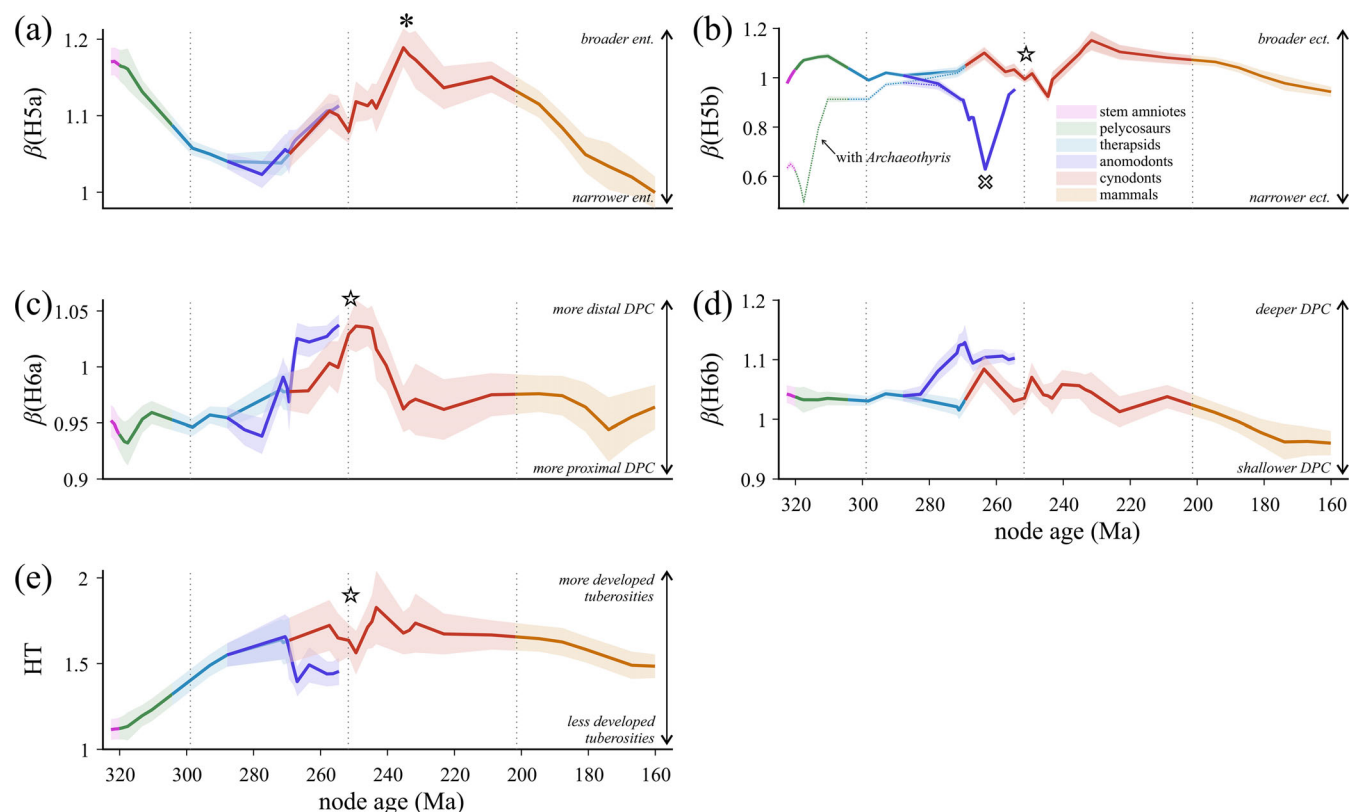 (a)
*
1.2
1.1
1
β(H5a)
broader ent.
narrower ent.
(b)
1.2
1
0.8
0.6
β(H5b)
broader ect.
narrower ect.
with Archaeothyris
stem amniotes
pelycosaurs
therapsids
anomodonts
cynodonts
mammals
(c)
1.05
1
0.95
0.9
β(H6a)
more distal DPC
more proximal DPC
(d)
1.2
1.1
1
0.9
β(H6b)
deeper DPC
shallower DPC
320 300 280 260 240 220 200 180 160
node age (Ma)
(e)
2
1.5
1
HT
more developed
tuberosities
less developed
tuberosities
320 300 280 260 240 220 200 180 160
node age (Ma)